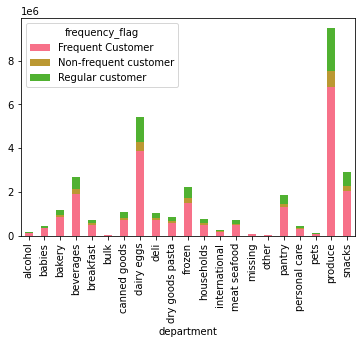 1e6
frequency_flag
Frequent Customer
Non-frequent customer
Regular customer
8
6
4
2
0
alcohol
babies
bakery
beverages
breakfast
bulk
canned goods
dairy eggs
deli
dry goods pasta
frozen
households
international
meat seafood
missing
other
pantry
personal care
pets
produce
snacks
department